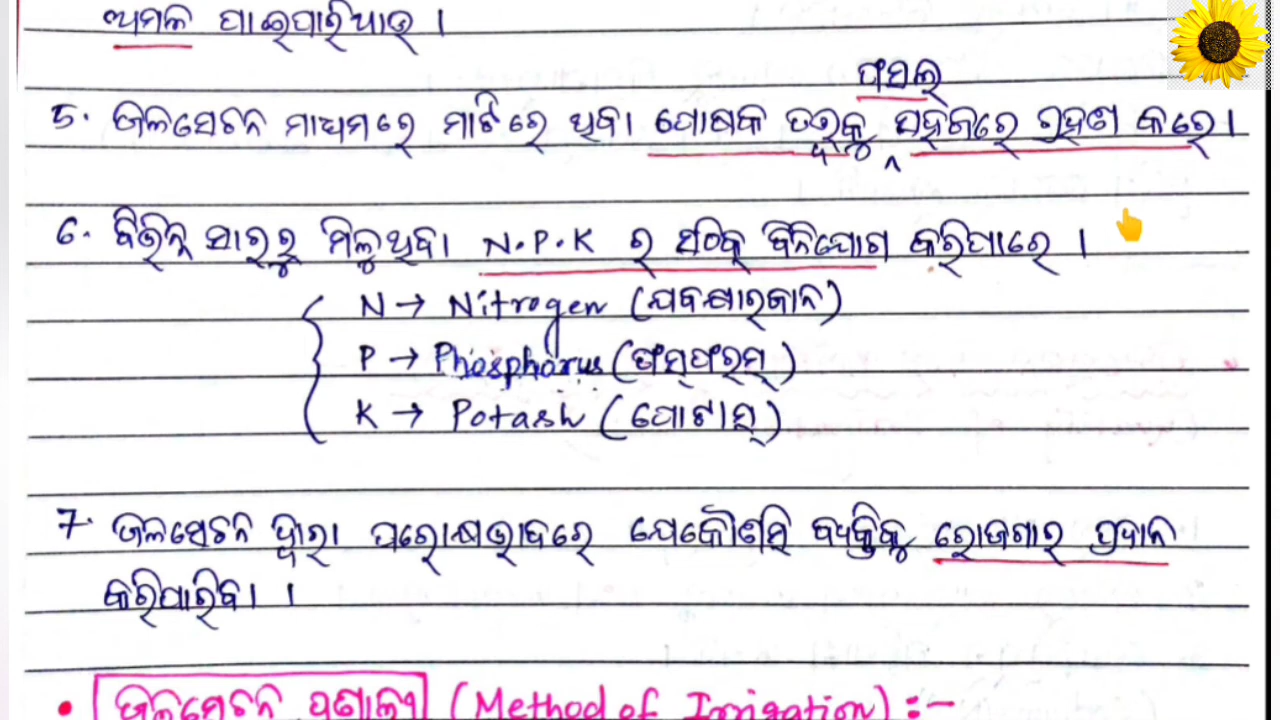 ଅମଳ ପାଇପାରିଥାଉ ।
ଫସଲ
5. ଜଳସେଚନ ମାଧ୍ୟମରେ ମାଟିରେ ଥିବା ପୋଷକ ତତ୍ତ୍ୱକୁ ^ ସହଜରେ ଗ୍ରହଣ କରେ।
6. ବିଭିନ୍ନ ସାରରୁ ମିଳୁଥିବା N.P.K ର ସଠିକ୍ ବିନିଯୋଗ କରିପାରେ ।
N → Nitrogen (ଯବକ୍ଷାରଜାନ)
P → Phosphorus (ଫସ୍ଫରସ୍)
K → Potash (ପୋଟାସ୍)
7. ଜଳସେଚନ ଦ୍ୱାରା ପରୋକ୍ଷଭାବରେ ଯେକୌଣସି ବ୍ୟକ୍ତିକୁ ରୋଜଗାର ପ୍ରଦାନ
କରିପାରିବା ।
• ଜଳସେଚନ ପ୍ରଣାଳୀ (Method of Irrigation) :-